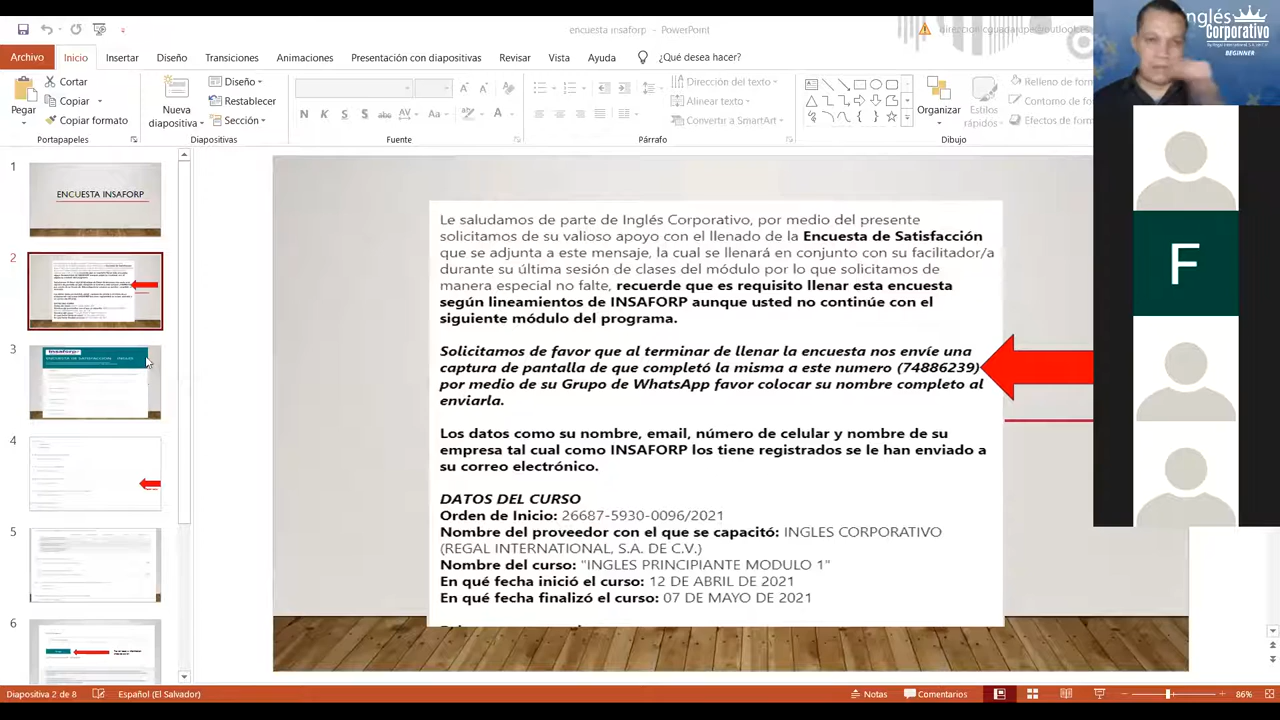 encuesta insaforp - PowerPoint
Archivo Inicio Insertar Diseño Transiciones Animaciones Presentación con diapositivas Revisar Vista Ayuda ¿Qué desea hacer?
Pegar
Cortar
Copiar
Copiar formato
Portapapeles
Nueva
diapositiva
Diseño
Restablecer
Sección
Diapositivas
N K S
Fuente
Párrafo
Dirección del texto
Alinear texto
Convertir a SmartArt
Organizar
Estilos
rápidos
Relleno de
Contorno de
Efectos de
Dibujo
Inglés
Corporativo
BEGINNER
F
1
ENCUESTA INSAFORP
2
3
4
5
6
Le saludamos de parte de Inglés Corporativo, por medio del presente
solicitamos de su valioso apoyo con el llenado de la Encuesta de Satisfacción
que se adjunta a este mensaje, la cual se llenará en conjunto con su facilitador/a
durante su última sesión de clases del módulo por lo que solicitamos de
manera especial no falte, recuerde que es requisito llenar esta encuesta
según lineamientos de INSAFORP aunque usted no continúe con el
siguiente módulo del programa.
Solicitamos de favor que al terminar de llenar la encuesta nos envíe una
captura de pantalla de que completó la misma a este numero (74886239)
por medio de su Grupo de WhatsApp favor colocar su nombre completo al
enviarla.
Los datos como su nombre, email, número de celular y nombre de su
empresa tal cual como INSAFORP los tiene registrados se le han enviado a
su correo electrónico.
DATOS DEL CURSO
Orden de Inicio: 26687-5930-0096/2021
Nombre del proveedor con el que se capacitó: INGLES CORPORATIVO
(REGAL INTERNATIONAL, S.A. DE C.V.)
Nombre del curso: "INGLES PRINCIPIANTE MODULO 1"
En qué fecha inició el curso: 12 DE ABRIL DE 2021
En qué fecha finalizó el curso: 07 DE MAYO DE 2021
Diapositiva 2 de 8 Español (El Salvador) Notas Comentarios 86%